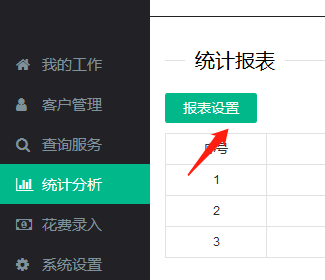 我的工作
客户管理
查询服务
统计分析
花费录入
系统设置
统计报表
报表设置
序号
1
2
3